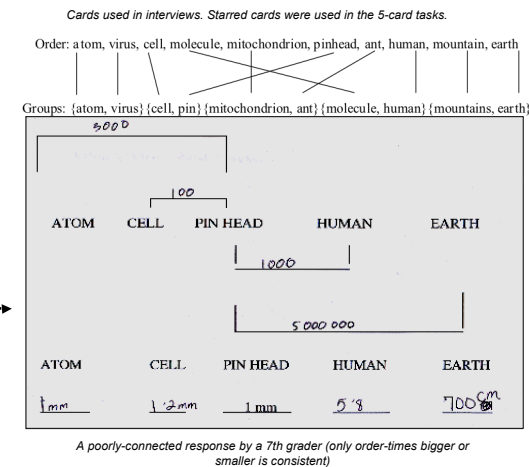 Cards used in interviews. Starred cards were used in the 5-card tasks.
Order: atom, virus, cell, molecule, mitochondrion, pinhead, ant, human, mountain, earth
Groups: {atom, virus}{cell, pin}{mitochondrion, ant}{molecule, human}{mountains, earth}
3000
100
ATOM CELL PIN HEAD HUMAN EARTH
1000
5 000 000
ATOM CELL PIN HEAD HUMAN EARTH
1mm 1.2mm 1 mm 5'8 700 cm
A poorly-connected response by a 7th grader (only order-times bigger or
smaller is consistent)